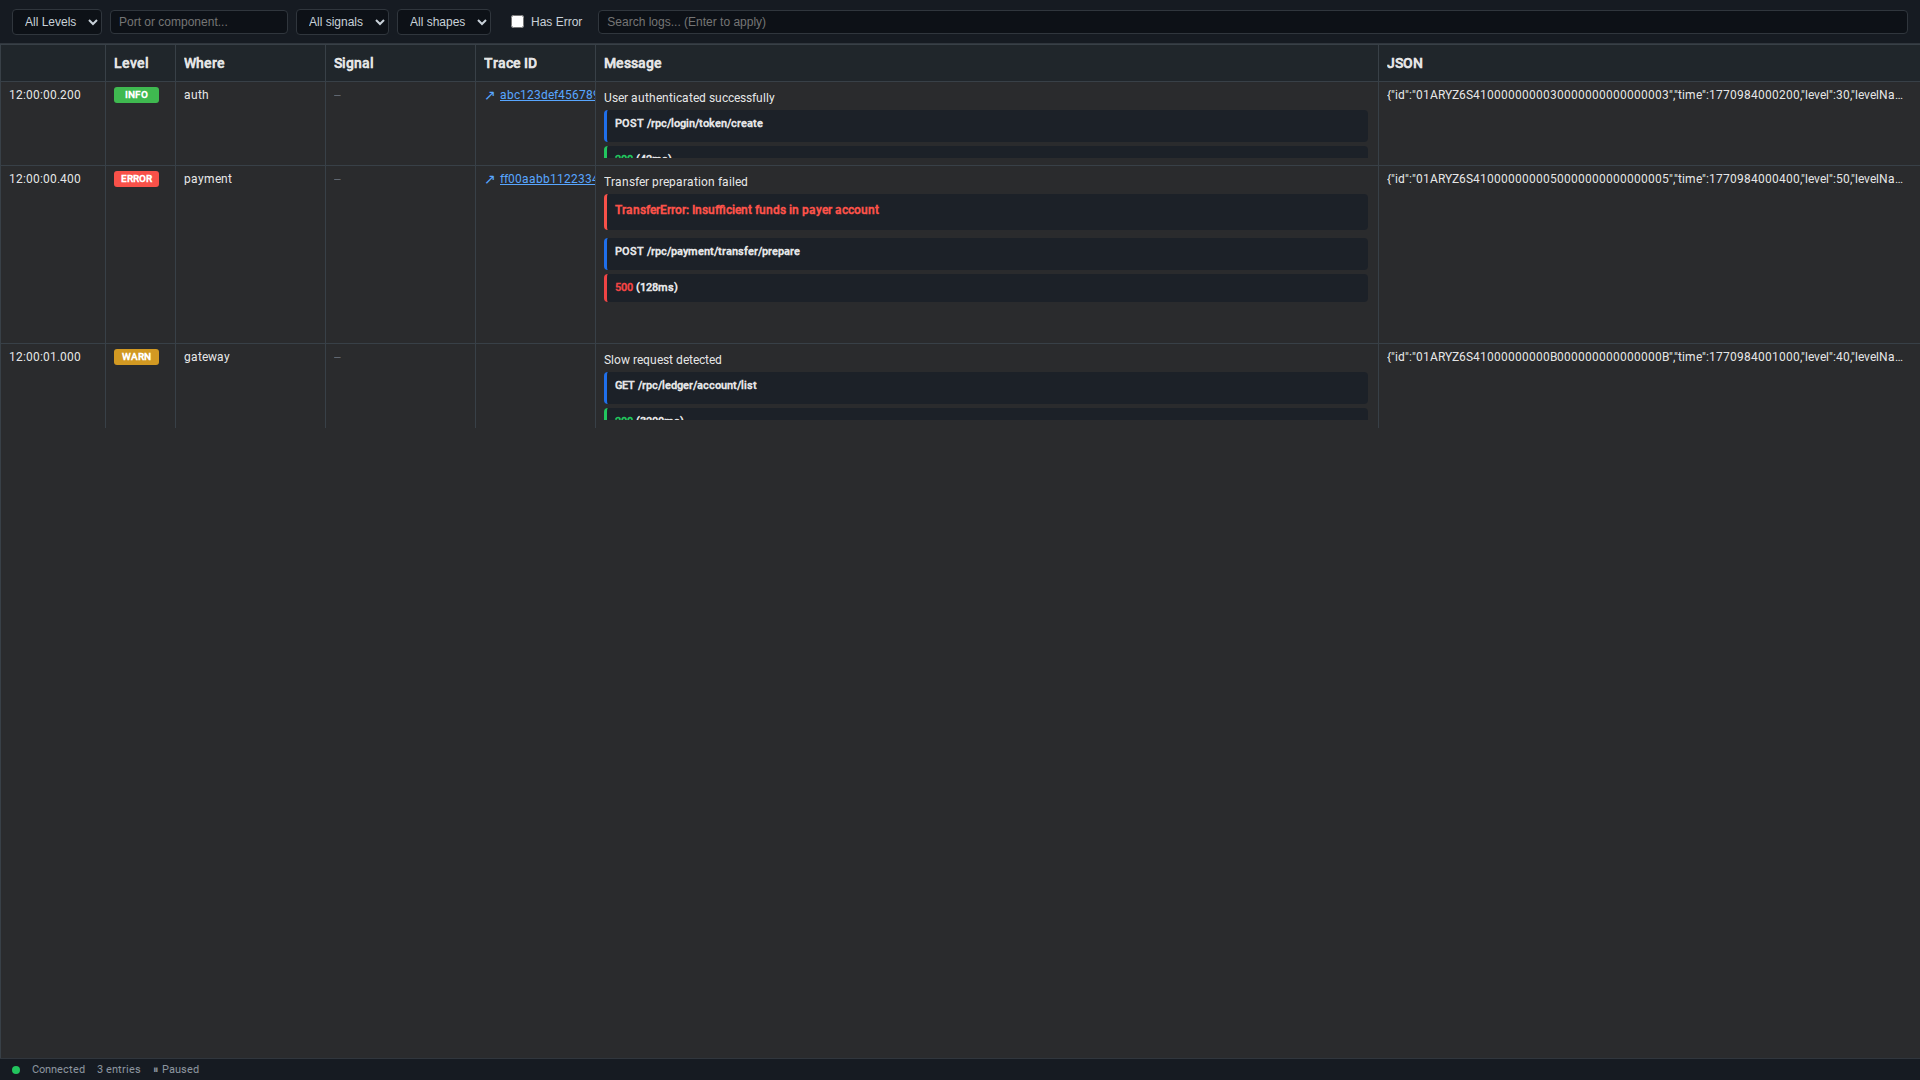 All Levels Port or component... All signals All shapes Has Error Search logs... (Enter to apply)
Level Where Signal Trace ID Message JSON
12:00:00.200 INFO auth – ↗ abc123def45678 User authenticated successfully {"id":"01ARYZ6S410000000003000000000000003","time":1770984000200,"level":30,"levelNa...
POST /rpc/login/token/create
12:00:00.400 ERROR payment – ↗ ff00aabb112233 Transfer preparation failed {"id":"01ARYZ6S410000000005000000000000005","time":1770984000400,"level":50,"levelNa...
TransferError: Insufficient funds in payer account
POST /rpc/payment/transfer/prepare
500 (128ms)
12:00:01.000 WARN gateway – Slow request detected {"id":"01ARYZ6S41000000000B000000000000000B","time":1770984001000,"level":40,"levelNa...
GET /rpc/ledger/account/list
Connected 3 entries Paused